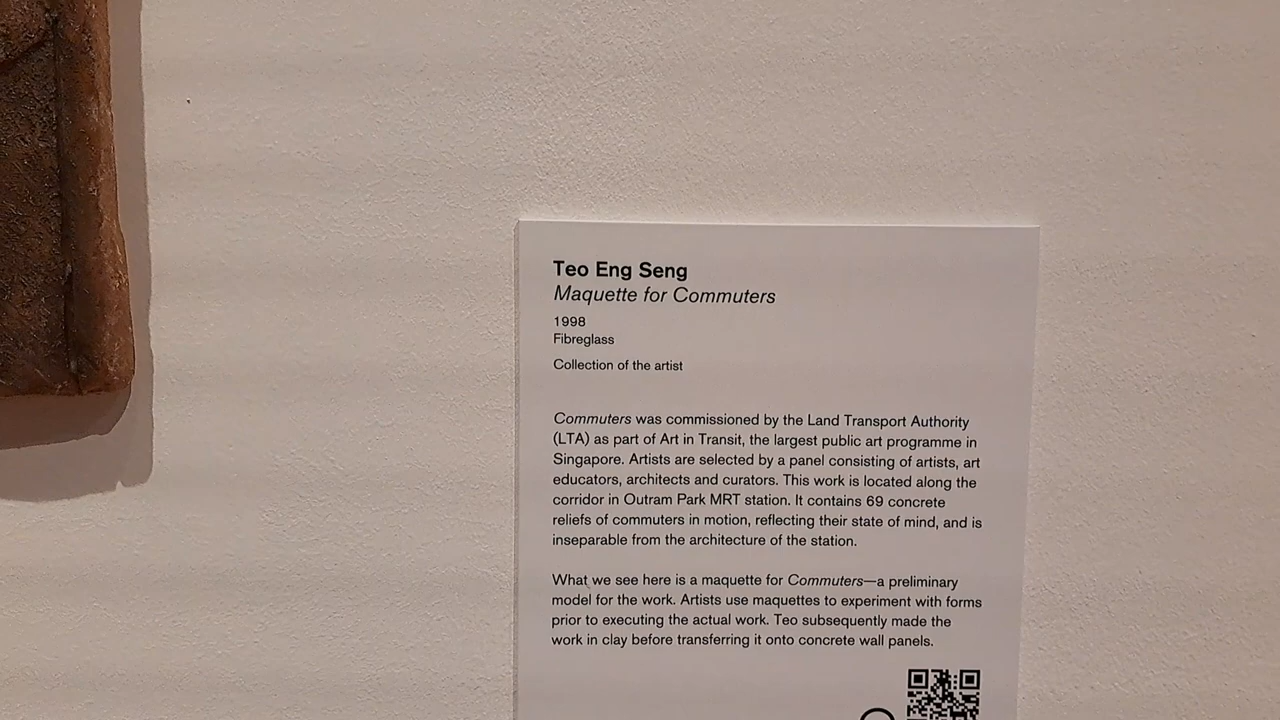 Teo Eng Seng
Maquette for Commuters
1998
Fibreglass
Collection of the artist
Commuters was commissioned by the Land Transport Authority
(LTA) as part of Art in Transit, the largest public art programme in
Singapore. Artists are selected by a panel consisting of artists, art
educators, architects and curators. This work is located along the
corridor in Outram Park MRT station. It contains 69 concrete
reliefs of commuters in motion, reflecting their state of mind, and is
inseparable from the architecture of the station.
What we see here is a maquette for Commuters—a preliminary
model for the work. Artists use maquettes to experiment with forms
prior to executing the actual work. Teo subsequently made the
work in clay before transferring it onto concrete wall panels.